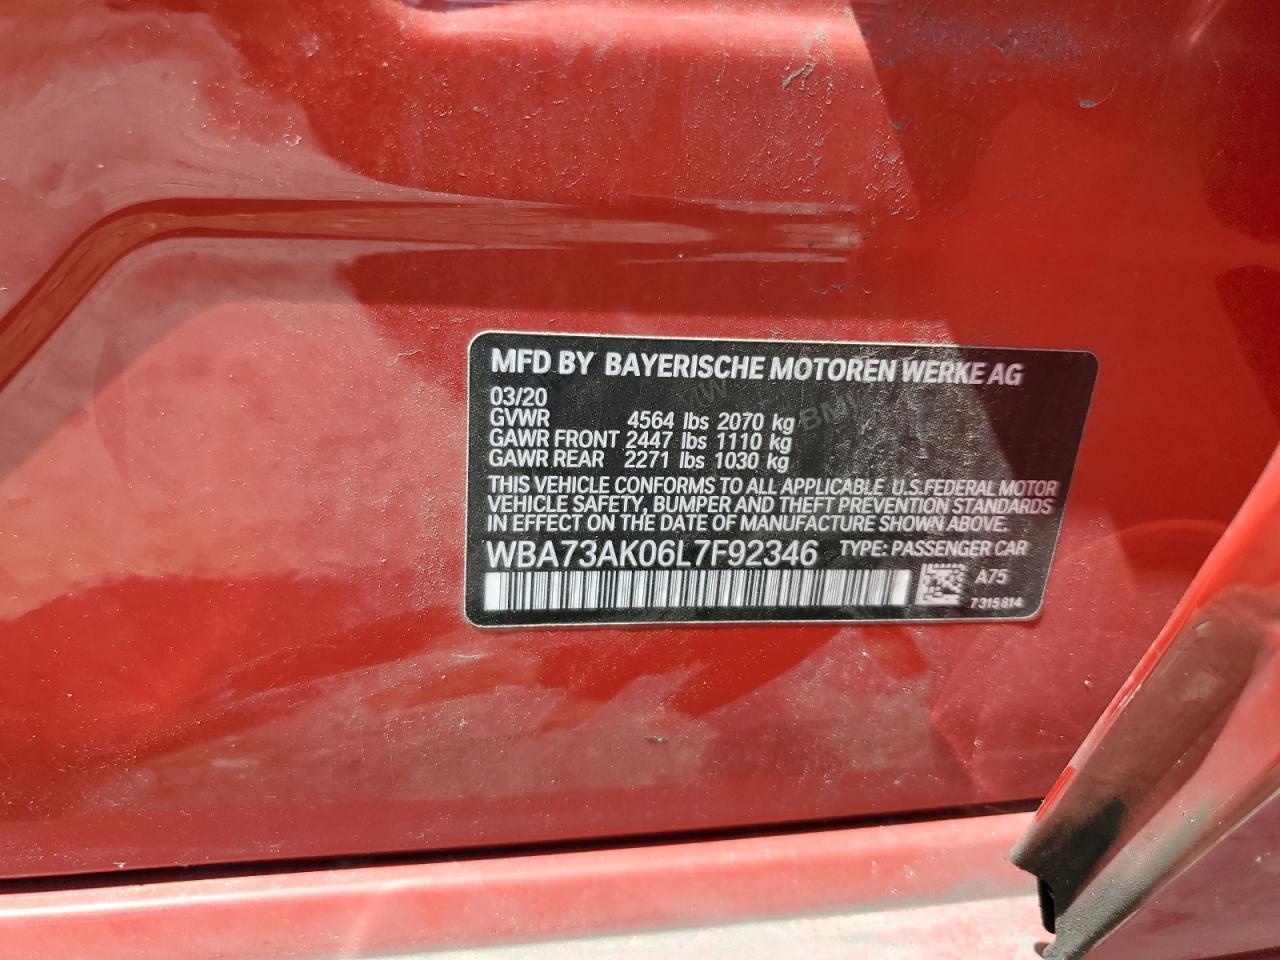 MFD BY BAYERISCHE MOTOREN WERKE AG
03/20
GVWR 4564 lbs 2070 kg
GAWR FRONT 2447 lbs 1110 kg
GAWR REAR 2271 lbs 1030 kg
THIS VEHICLE CONFORMS TO ALL APPLICABLE U.S.FEDERAL MOTOR
VEHICLE SAFETY, BUMPER AND THEFT PREVENTION STANDARDS
IN EFFECT ON THE DATE OF MANUFACTURE SHOWN ABOVE.
WBA73AK06L7F92346 TYPE: PASSENGER CAR
A75
7315814